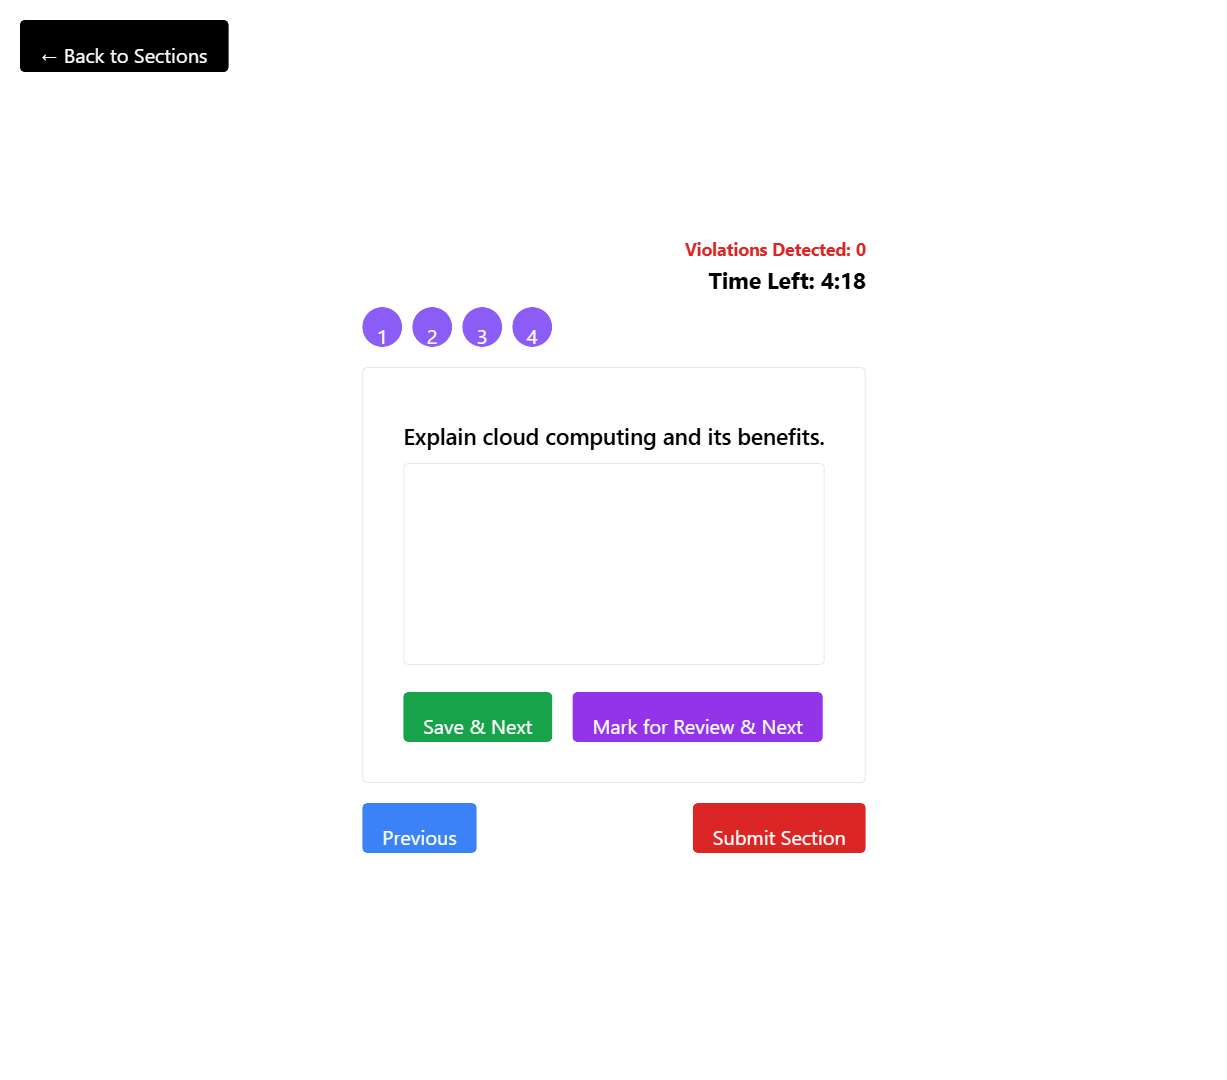 ← Back to Sections
Violations Detected: 0
Time Left: 4:18
1 2 3 4
Explain cloud computing and its benefits.
Save & Next Mark for Review & Next
Previous Submit Section